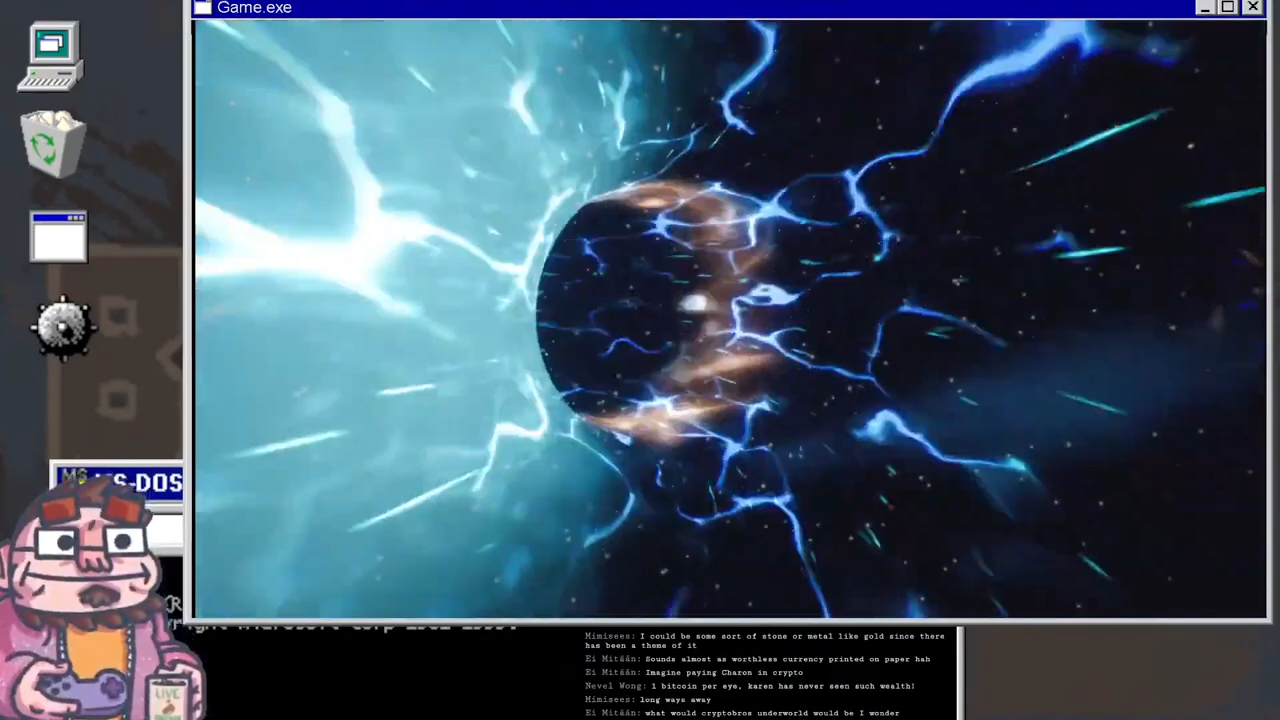 Game.exe
MS-DOS
LIVE
Mimisees: I could be some sort of stone or metal like gold since there
has been a theme of it
Ei Mitään: Sounds almost as worthless currency printed on paper hah
Ei Mitään: Imagine paying Charon in crypto
Nevel Wong: 1 bitcoin per eye, karen has never seen such wealth!
Mimisees: long ways away
Ei Mitään: what would cryptobros underworld would be I wonder